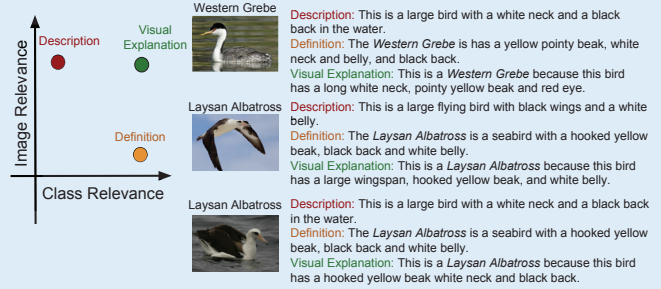 Image Relevance
Class Relevance
Description
Visual
Explanation
Definition
Western Grebe
Description: This is a large bird with a white neck and a black
back in the water.
Definition: The Western Grebe is has a yellow pointy beak, white
neck and belly, and black back.
Visual Explanation: This is a Western Grebe because this bird
has a long white neck, pointy yellow beak and red eye.
Laysan Albatross
Description: This is a large flying bird with black wings and a white
belly.
Definition: The Laysan Albatross is a seabird with a hooked yellow
beak, black back and white belly.
Visual Explanation: This is a Laysan Albatross because this bird
has a large wingspan, hooked yellow beak, and white belly.
Laysan Albatross
Description: This is a large bird with a white neck and a black back
in the water.
Definition: The Laysan Albatross is a seabird with a hooked yellow
beak, black back and white belly.
Visual Explanation: This is a Laysan Albatross because this bird
has a hooked yellow beak white neck and black back.